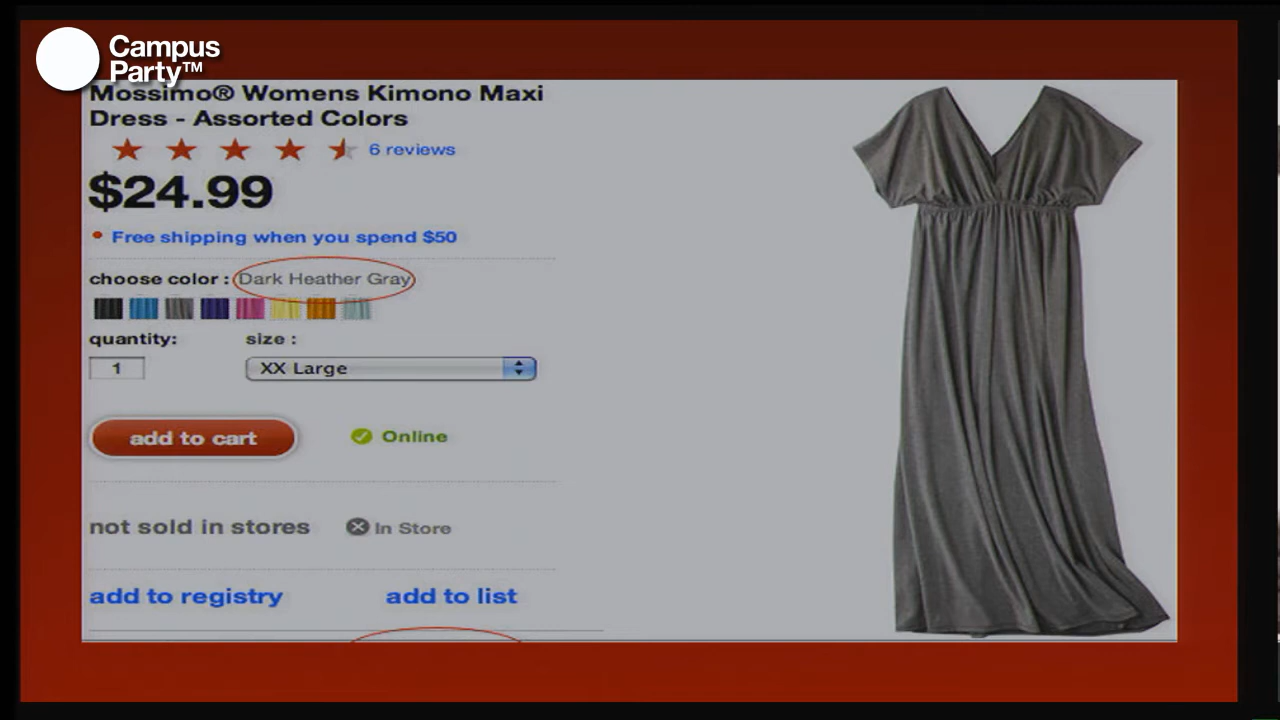 Campus
Party™
Mossimo® Womens Kimono Maxi
Dress - Assorted Colors
6 reviews
$24.99
Free shipping when you spend $50
choose color : Dark Heather Gray
quantity:
size :
1
XX Large
add to cart
Online
not sold in stores
In Store
add to registry
add to list